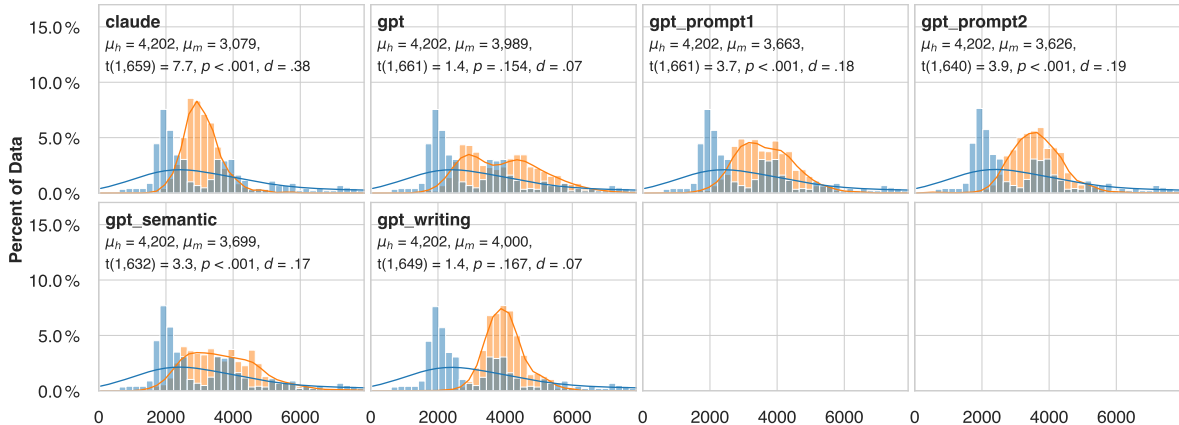 claude
μh = 4,202, μm = 3,079,
t(1,659) = 7.7, p < .001, d = .38
gpt
μh = 4,202, μm = 3,989,
t(1,661) = 1.4, p = .154, d = .07
gpt_prompt1
μh = 4,202, μm = 3,663,
t(1,661) = 3.7, p < .001, d = .18
gpt_prompt2
μh = 4,202, μm = 3,626,
t(1,640) = 3.9, p < .001, d = .19
15.0 %
10.0 %
5.0 %
0.0 %
Percent of Data
gpt_semantic
μh = 4,202, μm = 3,699,
t(1,632) = 3.3, p < .001, d = .17
gpt_writing
μh = 4,202, μm = 4,000,
t(1,649) = 1.4, p = .167, d = .07
15.0 %
10.0 %
5.0 %
0.0 %
0 2000 4000 6000
0 2000 4000 6000
0 2000 4000 6000
0 2000 4000 6000